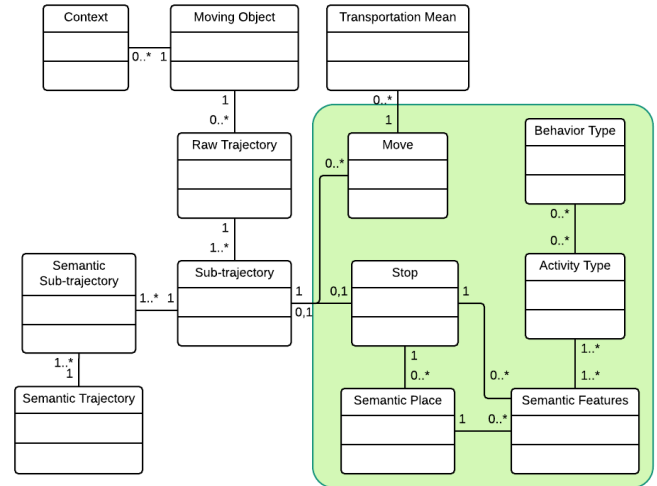 Context
Moving Object
Transportation Mean
0..* 1
1
0..*
0..*
1
Raw Trajectory
Move
Behavior Type
0..*
1
1..*
0..*
0..*
Semantic
Sub-trajectory
Sub-trajectory
Stop
Activity Type
1..* 1
1
0,1
0,1
1
1..*
1
1
0..*
1..*
0..*
1..*
Semantic Trajectory
Semantic Place
Semantic Features
1 0..*